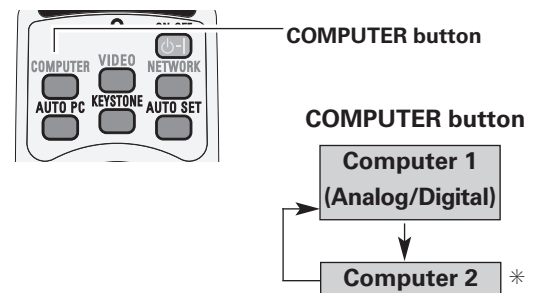 ON-OFF
COMPUTER button
COMPUTER VIDEO NETWORK
AUTO PC KEYSTONE AUTO SET
COMPUTER button
Computer 1
(Analog/Digital)
Computer 2 ✳